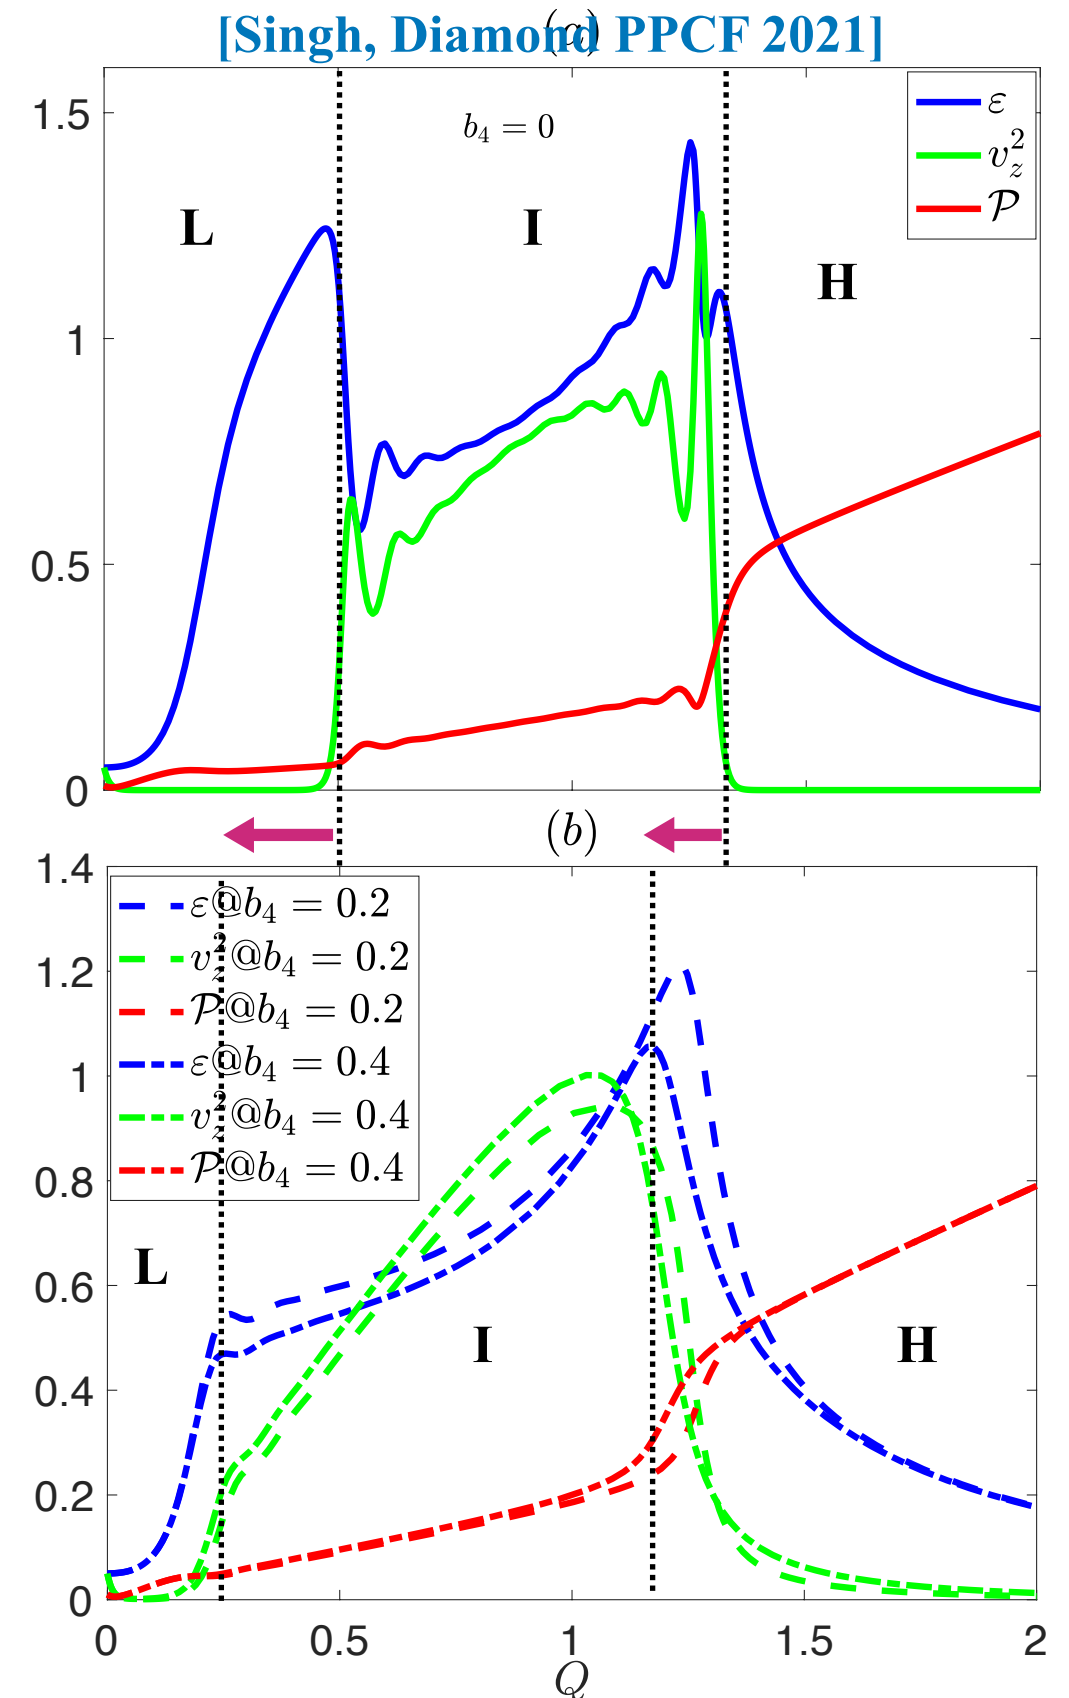 [Singh, Diamond PPCF 2021]
(a)
1.5
1
0.5
0
b₄ = 0
L
I
H
ε
v_z^2
𝒫
(b)
1.4
1.2
1
0.8
0.6
0.4
0.2
0
ε@b₄ = 0.2
v_z^2@b₄ = 0.2
𝒫@b₄ = 0.2
ε@b₄ = 0.4
v_z^2@b₄ = 0.4
𝒫@b₄ = 0.4
L
I
H
0 0.5 1 1.5 2
Q